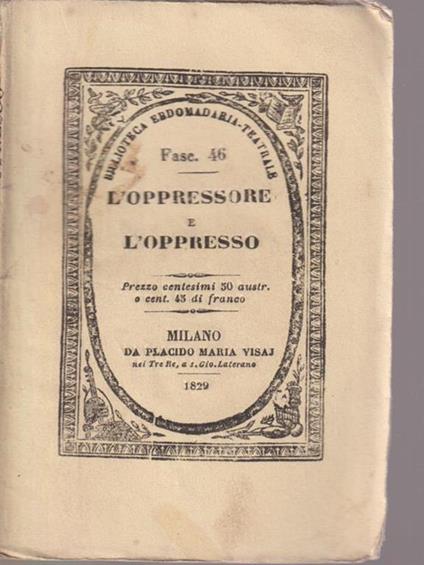 BIBLIOTECA EBDOMADARIA-TEATRALE
Fasc. 46
L'OPPRESSORE
E
L'OPPRESSO
Prezzo centesimi 50 austr.
o cent. 43 di franco
MILANO
DA PLACIDO MARIA VISAJ
nei Tre Re, a s. Gio. Laterano
1829